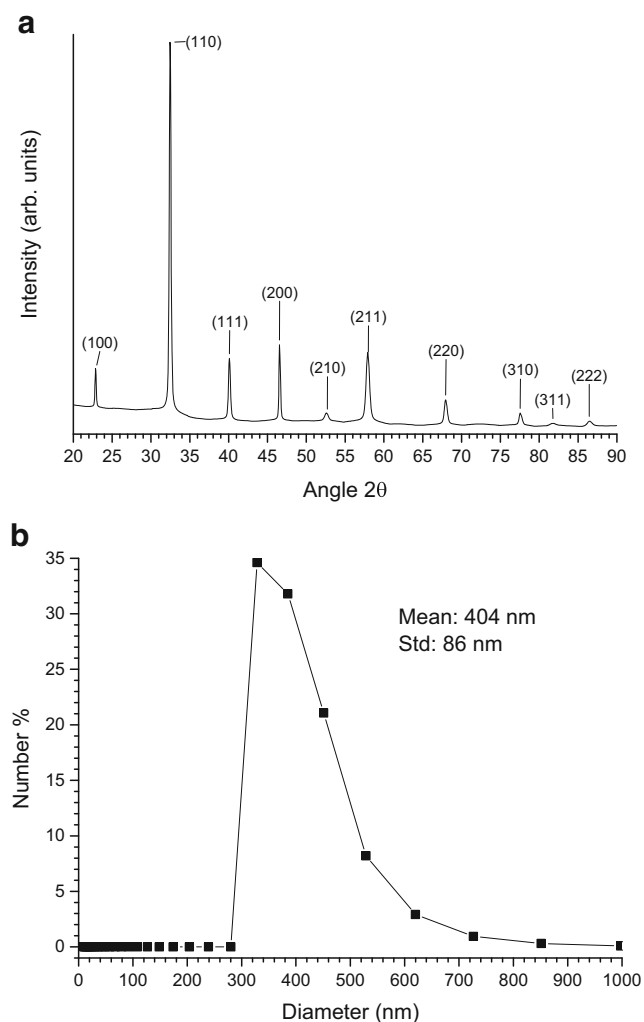 a
(110)
(200)
(211)
(100)
(111)
(210)
(220)
(310)
(311)
(222)
Intensity (arb. units)
20 25 30 35 40 45 50 55 60 65 70 75 80 85 90
Angle 2θ
b
35
30
25
20
15
10
5
0
Number %
Mean: 404 nm
Std: 86 nm
0 100 200 300 400 500 600 700 800 900 1000
Diameter (nm)